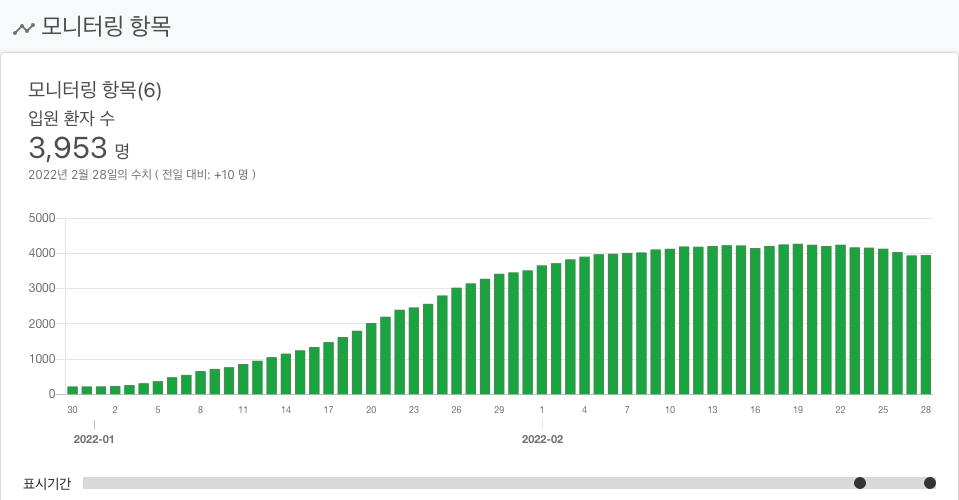 모니터링 항목
모니터링 항목(6)
입원 환자 수
3,953 명
2022년 2월 28일의 수치 ( 전일 대비: +10 명 )
5000
4000
3000
2000
1000
0
30 2 5 8 11 14 17 20 23 26 29 1 4 7 10 13 16 19 22 25 28
2022-01 2022-02
표시기간